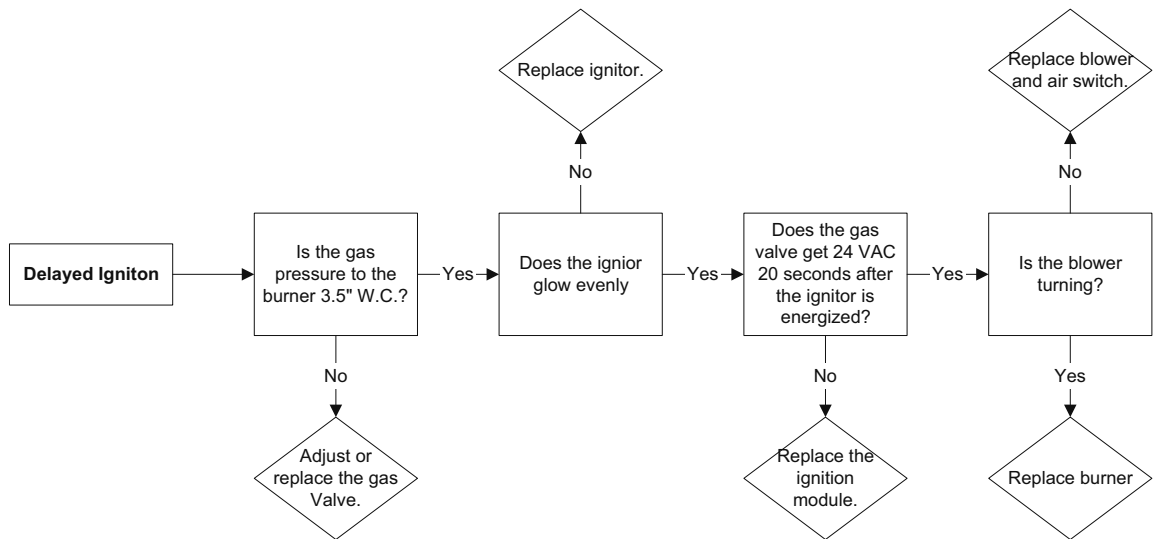 Replace ignitor.
Replace blower
and air switch.
No
No
Delayed Igniton
Is the gas
pressure to the
burner 3.5" W.C.?
Yes
Does the ignior
glow evenly
Yes
Does the gas
valve get 24 VAC
20 seconds after
the ignitor is
energized?
Yes
Is the blower
turning?
No
No
Yes
Adjust or
replace the gas
Valve.
Replace the
ignition
module.
Replace burner